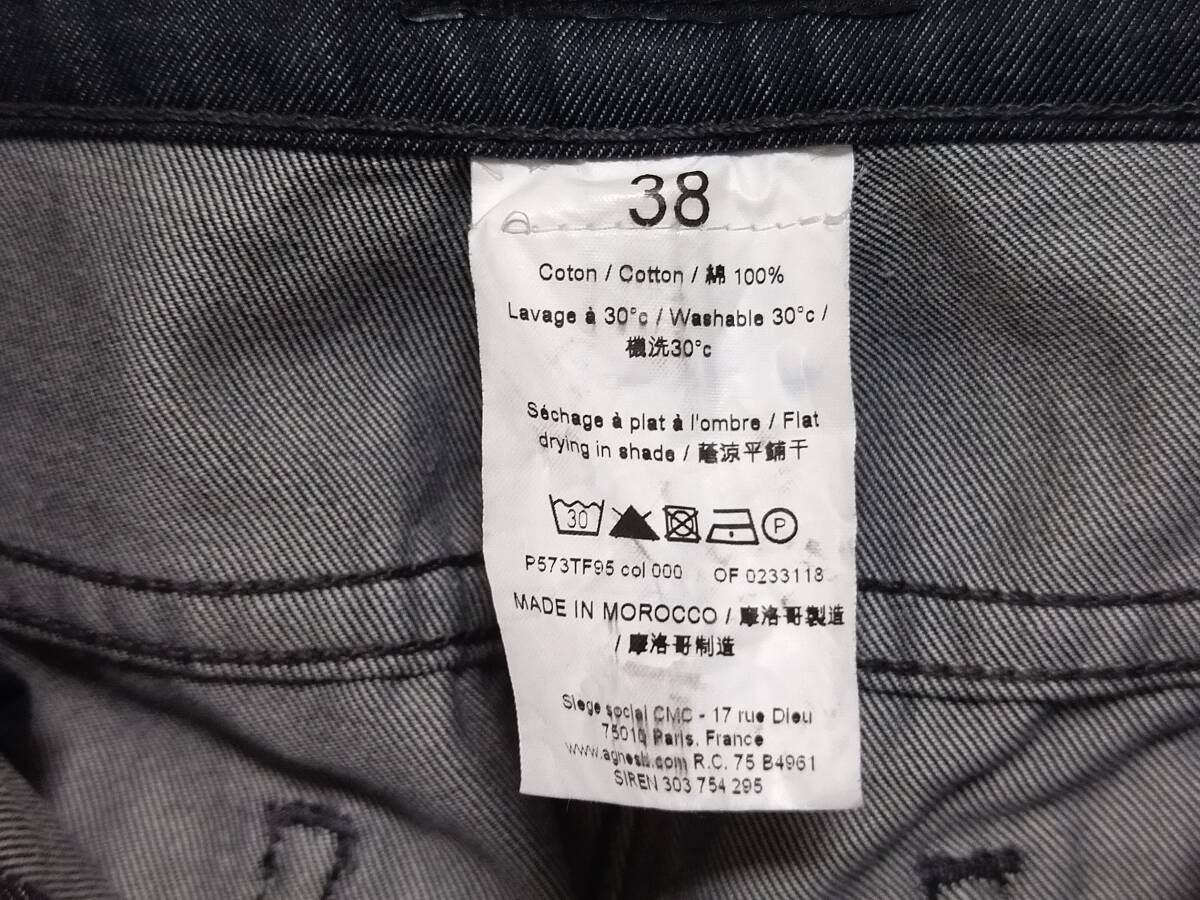 38
Coton / Cotton / 綿 100%
Lavage à 30°c / Washable 30°c /
機洗30°c
Séchage à plat à l'ombre / Flat
drying in shade / 蔭涼平鋪干
30 P
P573TF95 col 000 OF 0233118
MADE IN MOROCCO / 摩洛哥製造
/ 摩洛哥制造
Siege social CMC - 17 rue Dieu
75010 Paris. France
R.C. 75 B4961
SIREN 303 754 295